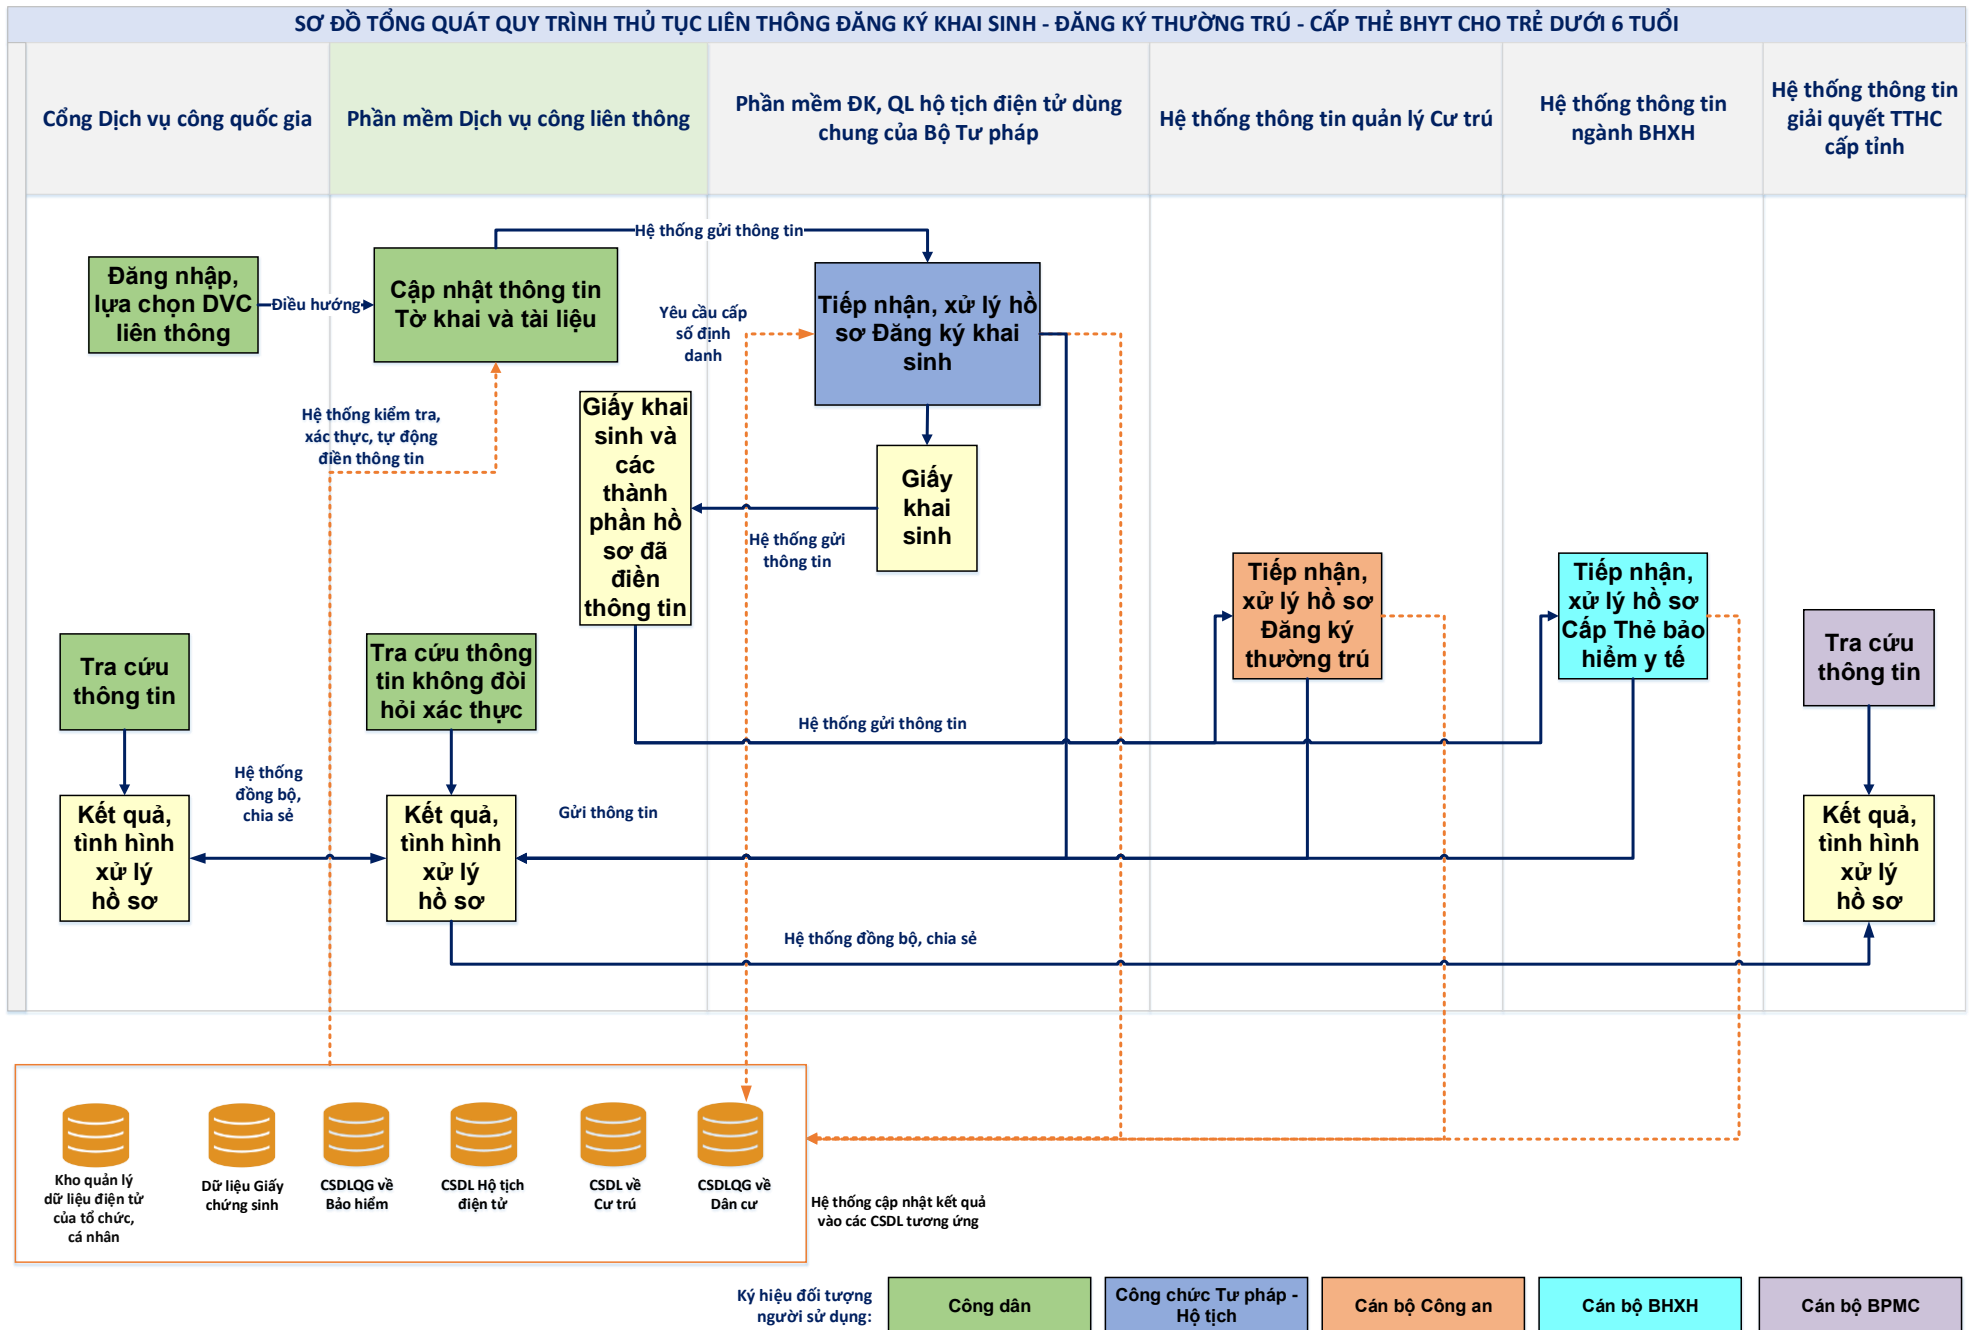 SƠ ĐỒ TỔNG QUÁT QUY TRÌNH THỦ TỤC LIÊN THÔNG ĐĂNG KÝ KHAI SINH - ĐĂNG KÝ THƯỜNG TRÚ - CẤP THẺ BHYT CHO TRẺ DƯỚI 6 TUỔI
Cổng Dịch vụ công quốc gia
Phần mềm Dịch vụ công liên thông
Phần mềm ĐK, QL hộ tịch điện tử dùng
chung của Bộ Tư pháp
Hệ thống thông tin quản lý Cư trú
Hệ thống thông tin
ngành BHXH
Hệ thống thông tin
giải quyết TTHC
cấp tỉnh
Hệ thống gửi thông tin
Đăng nhập,
lựa chọn DVC
liên thông
Điều hướng
Cập nhật thông tin
Tờ khai và tài liệu
Yêu cầu cấp
số định
danh
Tiếp nhận, xử lý hồ
sơ Đăng ký khai
sinh
Hệ thống kiểm tra,
xác thực, tự động
điền thông tin
Giấy khai
sinh và
các
thành
phần hồ
sơ đã
điền
thông tin
Giấy
khai
sinh
Hệ thống gửi
thông tin
Tiếp nhận,
xử lý hồ sơ
Đăng ký
thường trú
Tiếp nhận,
xử lý hồ sơ
Cấp Thẻ bảo
hiểm y tế
Tra cứu
thông tin
Tra cứu thông
tin không đòi
hỏi xác thực
Tra cứu
thông tin
Hệ thống gửi thông tin
Hệ thống
đồng bộ,
chia sẻ
Gửi thông tin
Kết quả,
tình hình
xử lý
hồ sơ
Kết quả,
tình hình
xử lý
hồ sơ
Kết quả,
tình hình
xử lý
hồ sơ
Hệ thống đồng bộ, chia sẻ
Kho quản lý
dữ liệu điện tử
của tổ chức,
cá nhân
Dữ liệu Giấy
chứng sinh
CSDLQG về
Bảo hiểm
CSDL Hộ tịch
điện tử
CSDL về
Cư trú
CSDLQG về
Dân cư
Hệ thống cập nhật kết quả
vào các CSDL tương ứng
Ký hiệu đối tượng
người sử dụng:
Công dân
Công chức Tư pháp -
Hộ tịch
Cán bộ Công an
Cán bộ BHXH
Cán bộ BPMC